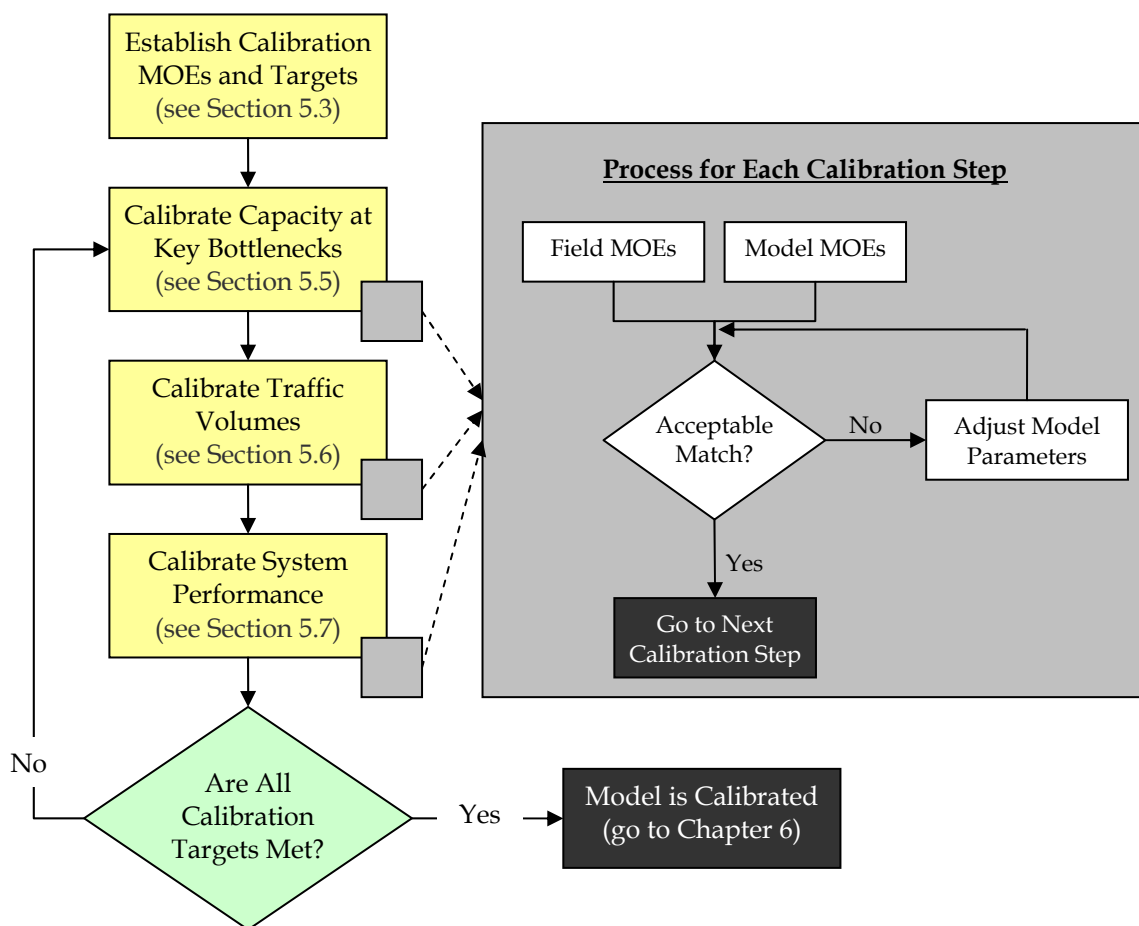 Establish Calibration
MOEs and Targets
(see Section 5.3)
Calibrate Capacity at
Key Bottlenecks
(see Section 5.5)
Calibrate Traffic
Volumes
(see Section 5.6)
Calibrate System
Performance
(see Section 5.7)
Are All
Calibration
Targets Met?
No
Yes
Model is Calibrated
(go to Chapter 6)
Process for Each Calibration Step
Field MOEs
Model MOEs
Acceptable
Match?
No
Adjust Model
Parameters
Yes
Go to Next
Calibration Step